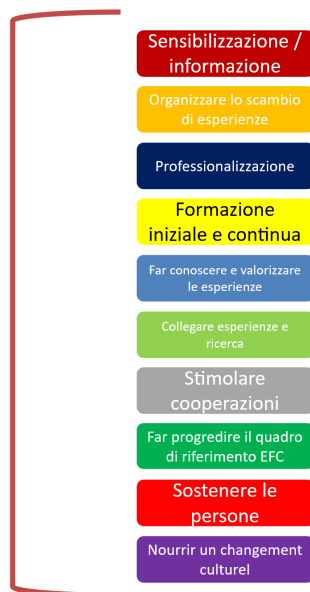 Sensibilizzazione /
informazione
Organizzare lo scambio
di esperienze
Professionalizzazione
Formazione
iniziale e continua
Far conoscere e valorizzare
le esperienze
Collegare esperienze e
ricerca
Stimolare
cooperazioni
Far progredire il quadro
di riferimento EFC
Sostenere le
persone
Nourrir un changement
culturel